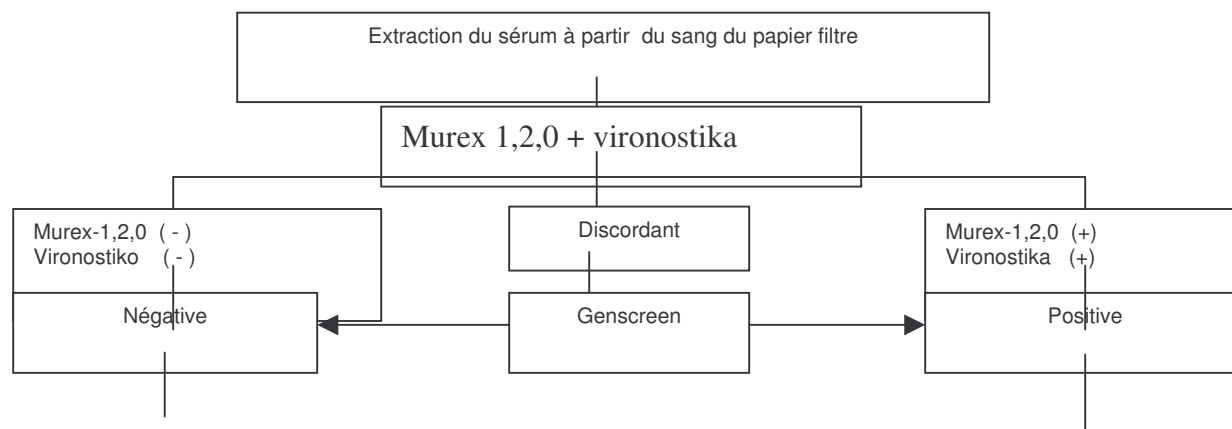 Extraction du sérum à partir du sang du papier filtre
Murex 1,2,0 + vironostika
Murex-1,2,0 ( - )
Vironostiko ( - )
Discordant
Murex-1,2,0 (+)
Vironostika (+)
Négative
Genscreen
Positive